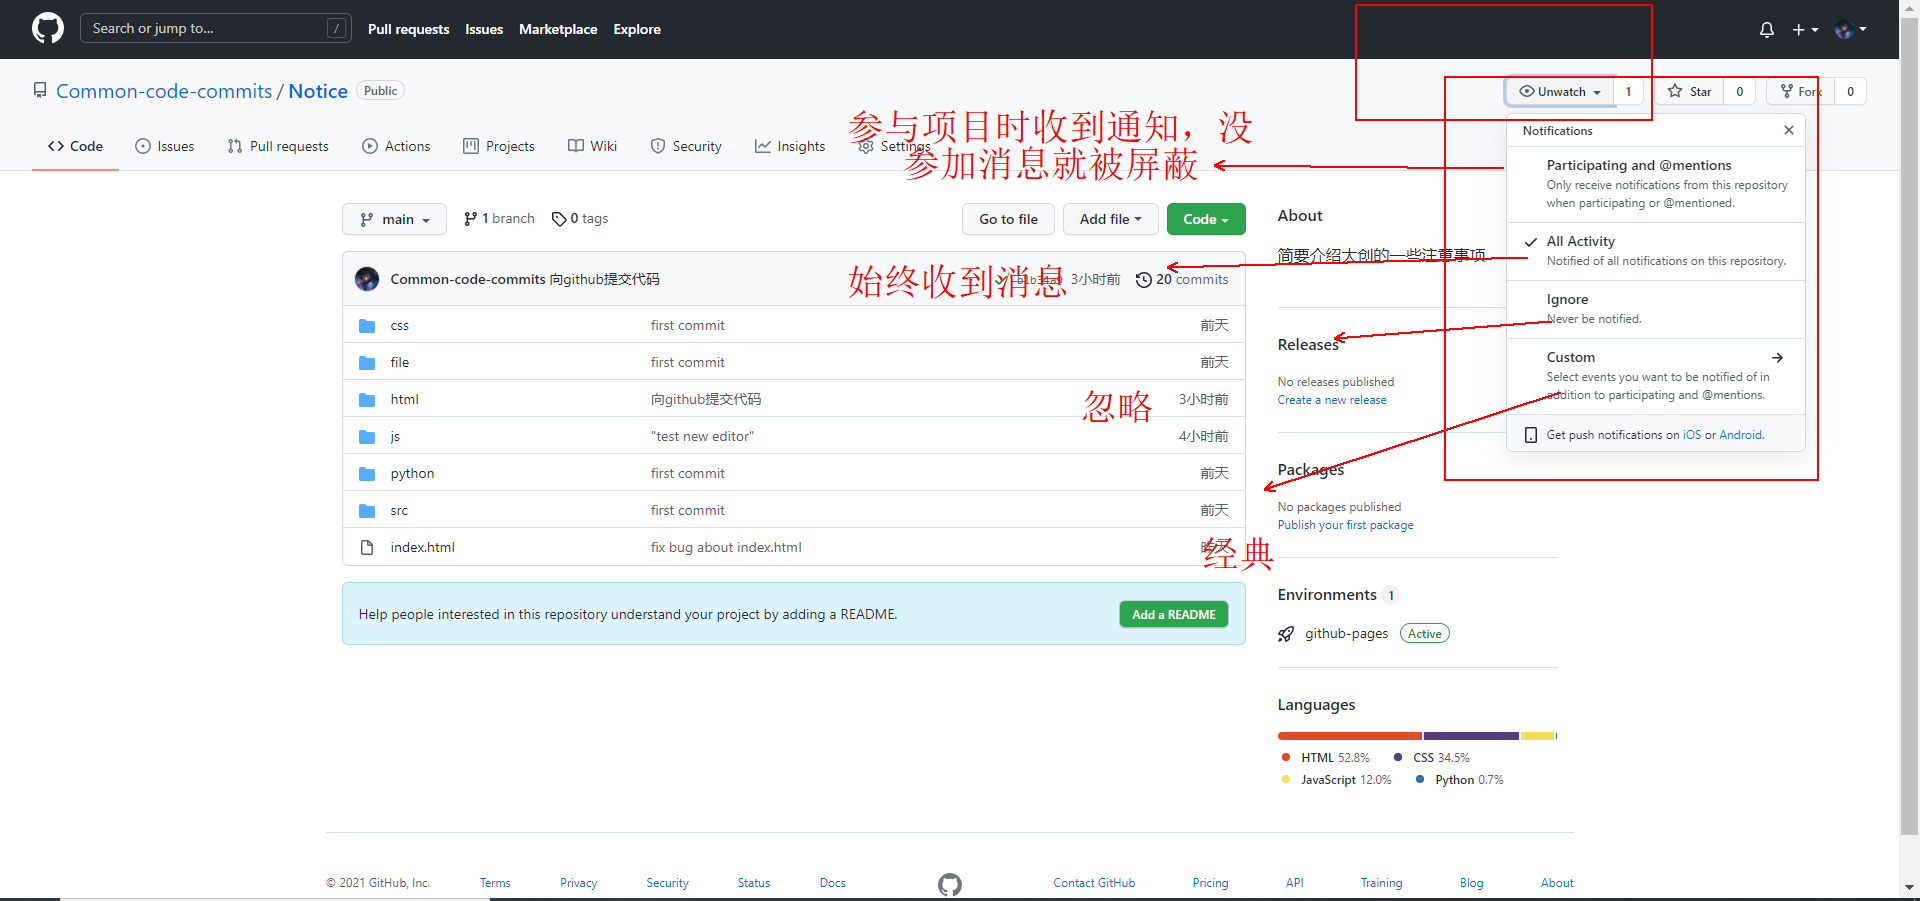 Search or jump to... /
Pull requests Issues Marketplace Explore
Common-code-commits / Notice Public
Unwatch 1 Star 0 Fork 0
Code Issues Pull requests Actions Projects Wiki Security Insights Settings
参与项目时收到通知，没
参加消息就被屏蔽
Notifications
Participating and @mentions
Only receive notifications from this repository
when participating or @mentioned.
All Activity
Notified of all notifications on this repository.
Ignore
Never be notified.
Custom
Select events you want to be notified of in
addition to participating and @mentions.
Get push notifications on iOS or Android.
main 1 branch 0 tags
Go to file Add file Code
Common-code-commits 向github提交代码
始终收到消息
3小时前 20 commits
css first commit 前天
file first commit 前天
html 向github提交代码 3小时前
忽略
js "test new editor" 4小时前
python first commit 前天
src first commit 前天
index.html fix bug about index.html
经典
Help people interested in this repository understand your project by adding a README.
Add a README
About
简要介绍大创的一些注意事项
Releases
No releases published
Create a new release
Packages
No packages published
Publish your first package
Environments 1
github-pages Active
Languages
HTML 52.8% CSS 34.5%
JavaScript 12.0% Python 0.7%
© 2021 GitHub, Inc. Terms Privacy Security Status Docs Contact GitHub Pricing API Training Blog About